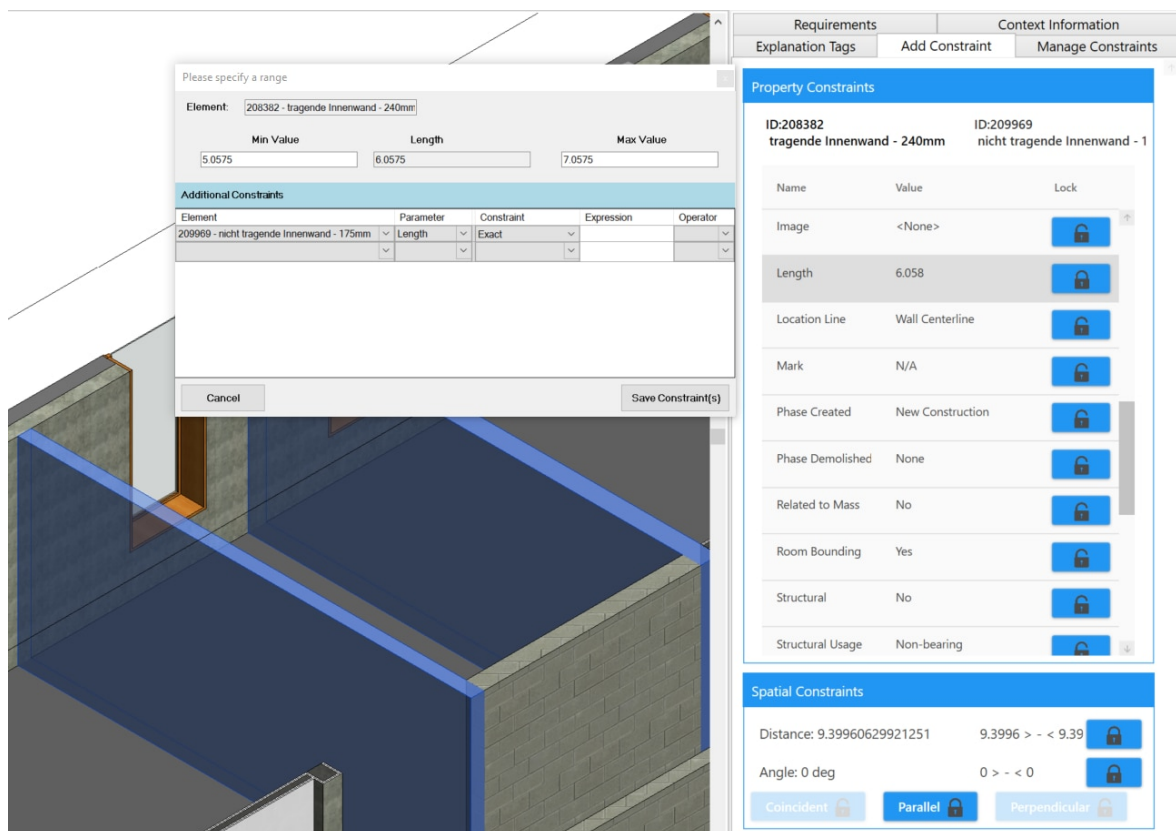 Requirements
Context Information
Explanation Tags
Add Constraint
Manage Constraints
Please specify a range
Element:
208382 - tragende Innenwand - 240mm
Min Value
Length
Max Value
5.0575
6.0575
7.0575
Additional Constraints
Element Parameter Constraint Expression Operator
209969 - nicht tragende Innenwand - 175mm Length Exact
Cancel
Save Constraint(s)
Property Constraints
ID:208382
tragende Innenwand - 240mm
ID:209969
nicht tragende Innenwand - 1
Name Value Lock
Image <None>
Length 6.058
Location Line Wall Centerline
Mark N/A
Phase Created New Construction
Phase Demolished None
Related to Mass No
Room Bounding Yes
Structural No
Structural Usage Non-bearing
Spatial Constraints
Distance: 9.39960629921251 9.3996 > - < 9.39
Angle: 0 deg 0 > - < 0
Coincident
Parallel
Perpendicular